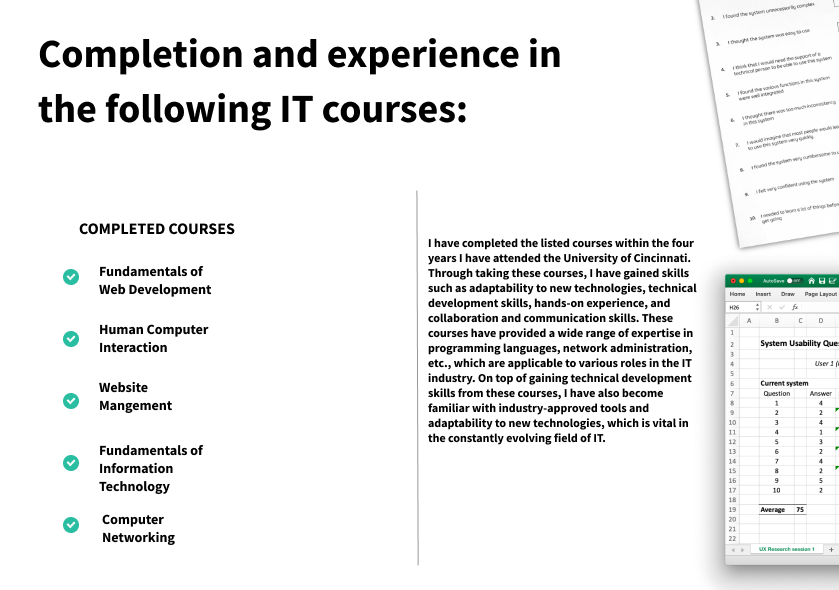 Completion and experience in
the following IT courses:
COMPLETED COURSES
Fundamentals of
Web Development
Human Computer
Interaction
Website
Mangement
Fundamentals of
Information
Technology
Computer
Networking
I have completed the listed courses within the four
years I have attended the University of Cincinnati.
Through taking these courses, I have gained skills
such as adaptability to new technologies, technical
development skills, hands-on experience, and
collaboration and communication skills. These
courses have provided a wide range of expertise in
programming languages, network administration,
etc., which are applicable to various roles in the IT
industry. On top of gaining technical development
skills from these courses, I have also become
familiar with industry-approved tools and
adaptability to new technologies, which is vital in
the constantly evolving field of IT.
2. I found the system unnecessarily complex
3. I thought the system was easy to use
4. I think that I would need the support of a
technical person to be able to use this system
5. I found the various functions in this system
were well integrated
6. I thought there was too much inconsistency
in this system
7. I would imagine that most people would
to use this system very quickly
8. I found the system very cumbersome to
9. I felt very confident using the system
10. I needed to learn a lot of things before
get going
AutoSave OFF
Home Insert Draw Page Layout
H26 fx
A B C D
1
2 System Usability Ques
3
4 User 1 (
5
6 Current system
7 Question Answer
8 1 4
9 2 2
10 3 4
11 4 1
12 5 3
13 6 2
14 7 4
15 8 2
16 9 5
17 10 2
18
19 Average 75
20
21
22
UX Research session 1 +